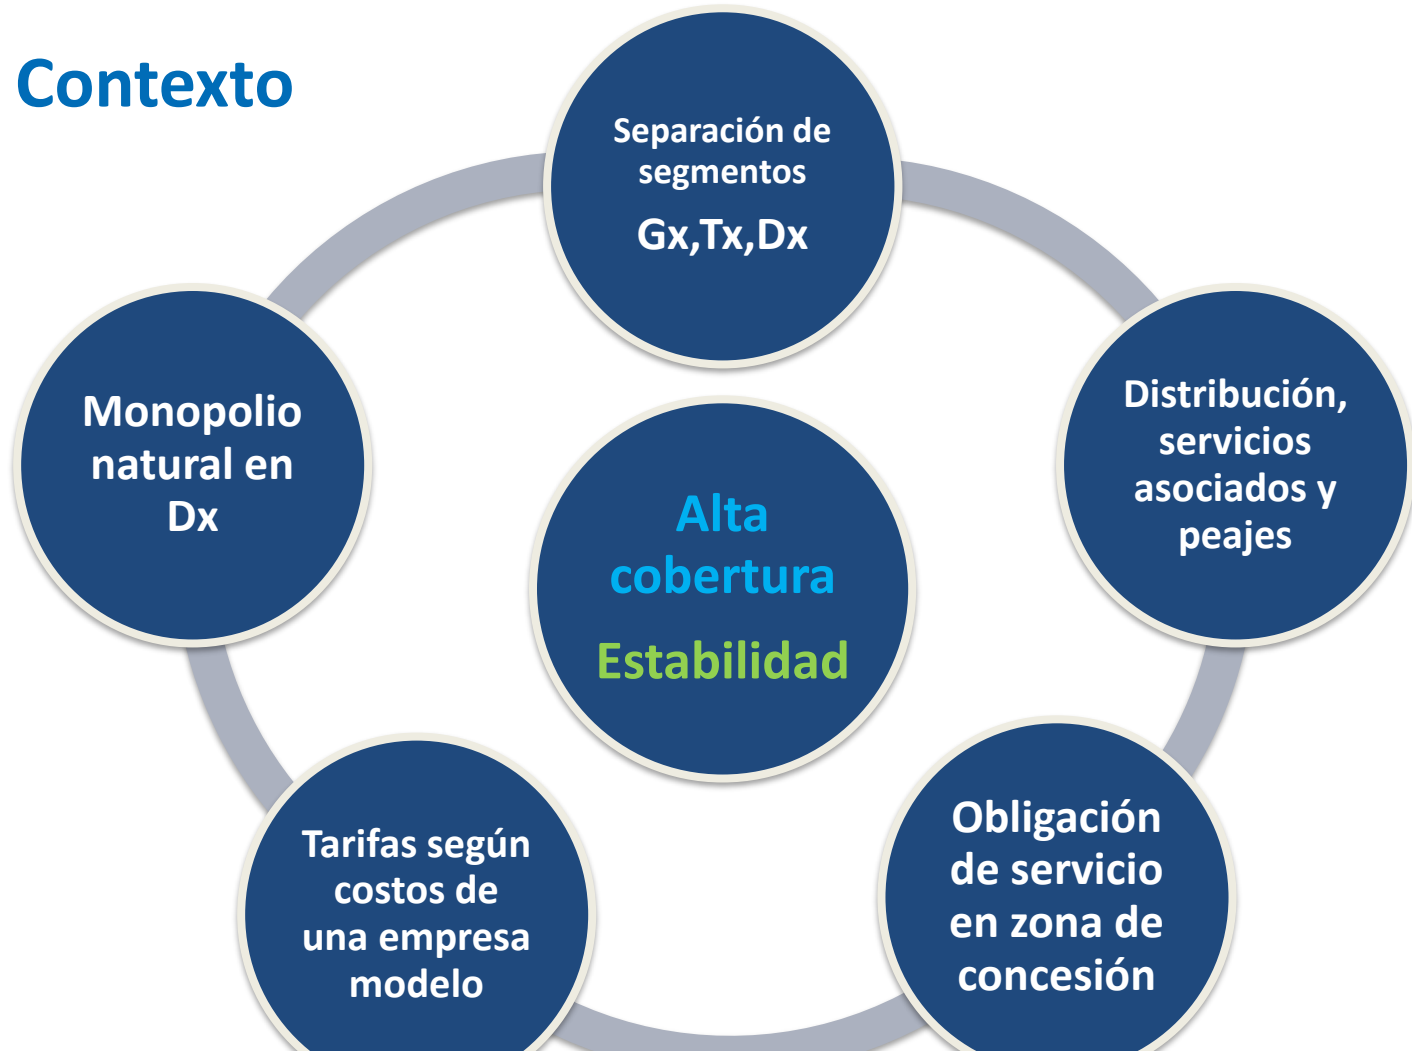 Contexto
Separación de
segmentos
Gx,Tx,Dx
Distribución,
servicios
asociados y
peajes
Obligación
de servicio
en zona de
concesión
Tarifas según
costos de
una empresa
modelo
Monopolio
natural en
Dx
Alta
cobertura
Estabilidad